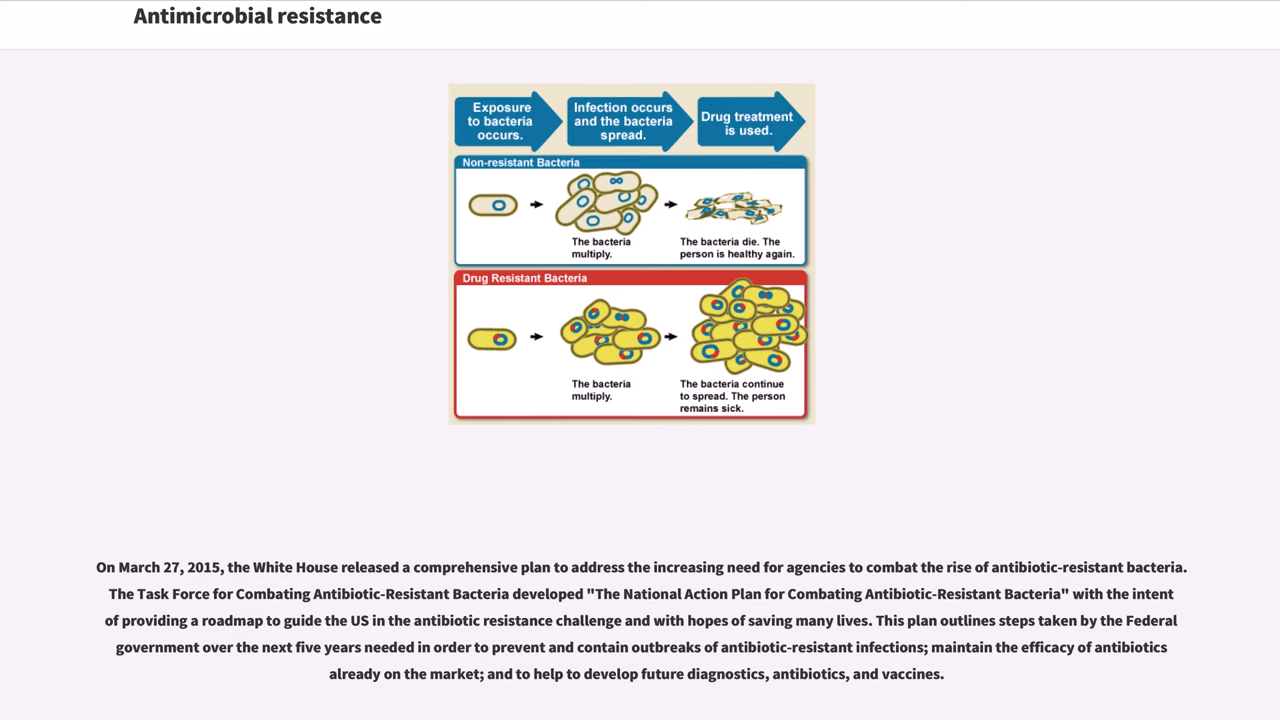 Antimicrobial resistance
Exposure
to bacteria
occurs.
Infection occurs
and the bacteria
spread.
Drug treatment
is used.
Non-resistant Bacteria
The bacteria
multiply.
The bacteria die. The
person is healthy again.
Drug Resistant Bacteria
The bacteria
multiply.
The bacteria continue
to spread. The person
remains sick.
On March 27, 2015, the White House released a comprehensive plan to address the increasing need for agencies to combat the rise of antibiotic-resistant bacteria.
The Task Force for Combating Antibiotic-Resistant Bacteria developed "The National Action Plan for Combating Antibiotic-Resistant Bacteria" with the intent
of providing a roadmap to guide the US in the antibiotic resistance challenge and with hopes of saving many lives. This plan outlines steps taken by the Federal
government over the next five years needed in order to prevent and contain outbreaks of antibiotic-resistant infections; maintain the efficacy of antibiotics
already on the market; and to help to develop future diagnostics, antibiotics, and vaccines.